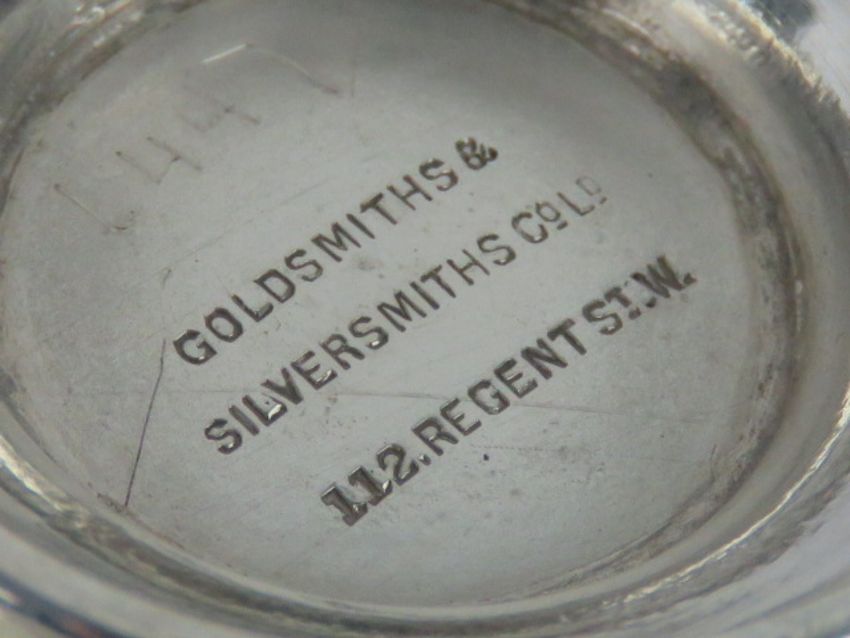 GOLDSMITHS &
SILVERSMITHS Cº Lᴰ
112. REGENT Sᵀ. W.